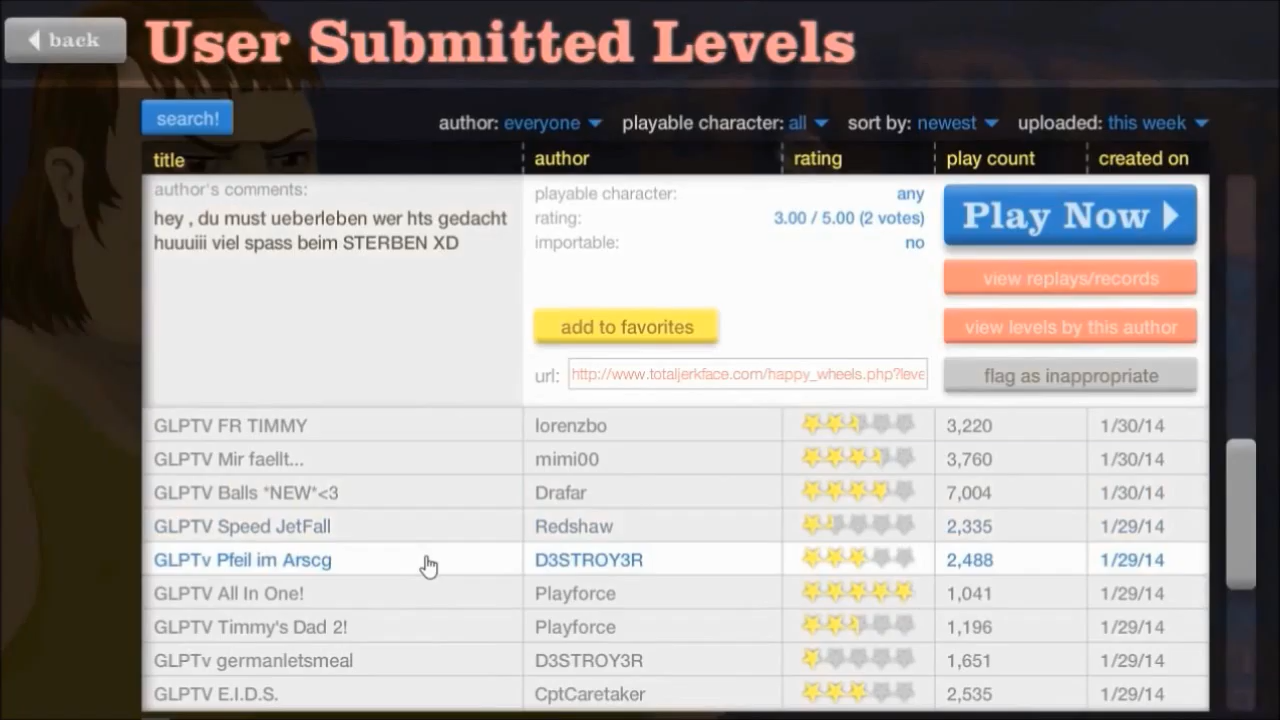 back
User Submitted Levels
search!
author: everyone
playable character: all
sort by: newest
uploaded: this week
title
author
rating
play count
created on
author's comments:
hey , du must ueberleben wer hts gedacht
huuuiii viel spass beim STERBEN XD
playable character: any
rating: 3.00 / 5.00 (2 votes)
importable: no
add to favorites
url: http://www.totaljerkface.com/happy_wheels.php?leve
Play Now
view replays/records
view levels by this author
flag as inappropriate
GLPTV FR TIMMY lorenzbo 3,220 1/30/14
GLPTV Mir faellt... mimi00 3,760 1/30/14
GLPTV Balls *NEW*<3 Drafar 7,004 1/30/14
GLPTV Speed JetFall Redshaw 2,335 1/29/14
GLPTv Pfeil im Arscg D3STROY3R 2,488 1/29/14
GLPTV All In One! Playforce 1,041 1/29/14
GLPTV Timmy's Dad 2! Playforce 1,196 1/29/14
GLPTv germanletsmeal D3STROY3R 1,651 1/29/14
GLPTV E.I.D.S. CptCaretaker 2,535 1/29/14